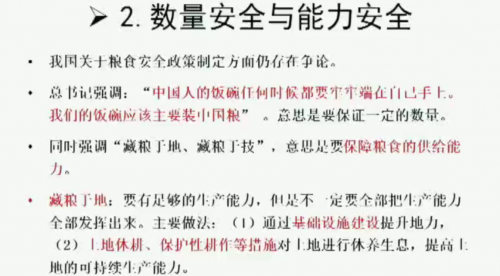 ➢ 2.数量安全与能力安全
• 我国关于粮食安全政策制定方面仍存在争论。
• 总书记强调：“中国人的饭碗任何时候都要牢牢端在自己手上。
我们的饭碗应该主要装中国粮”。意思是要保证一定的数量。
• 同时强调“藏粮于地、藏粮于技”，意思是要保障粮食的供给能
力。
• 藏粮于地：要有足够的生产能力，但是不一定要全部把生产能力
全部发挥出来。主要做法：（1）通过基础设施建设提升地力，
（2）土地休耕、保护性耕作等措施对土地进行休养生息，提高土
地的可持续生产能力。